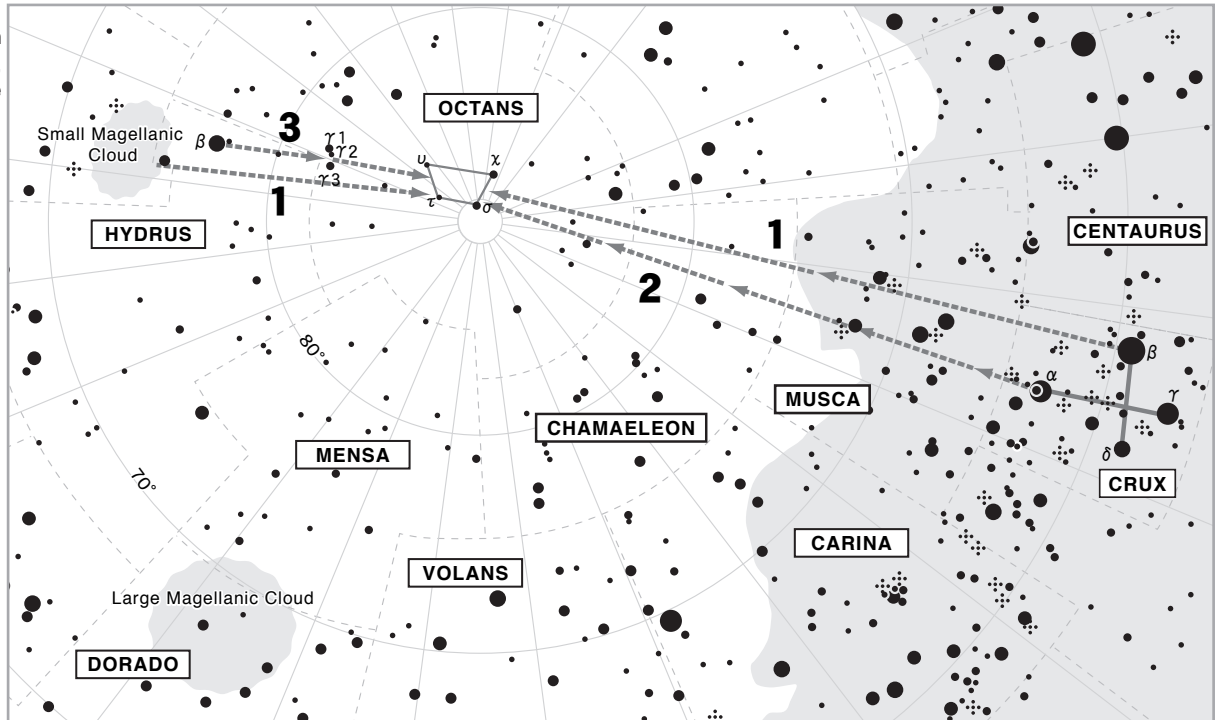 OCTANS
Small Magellanic
Cloud
β
3
γ1
γ2
γ3
υ
χ
τ
σ
1
1
HYDRUS
CENTAURUS
2
80°
β
α
γ
δ
MUSCA
CHAMAELEON
MENSA
70°
CRUX
CARINA
VOLANS
Large Magellanic Cloud
DORADO